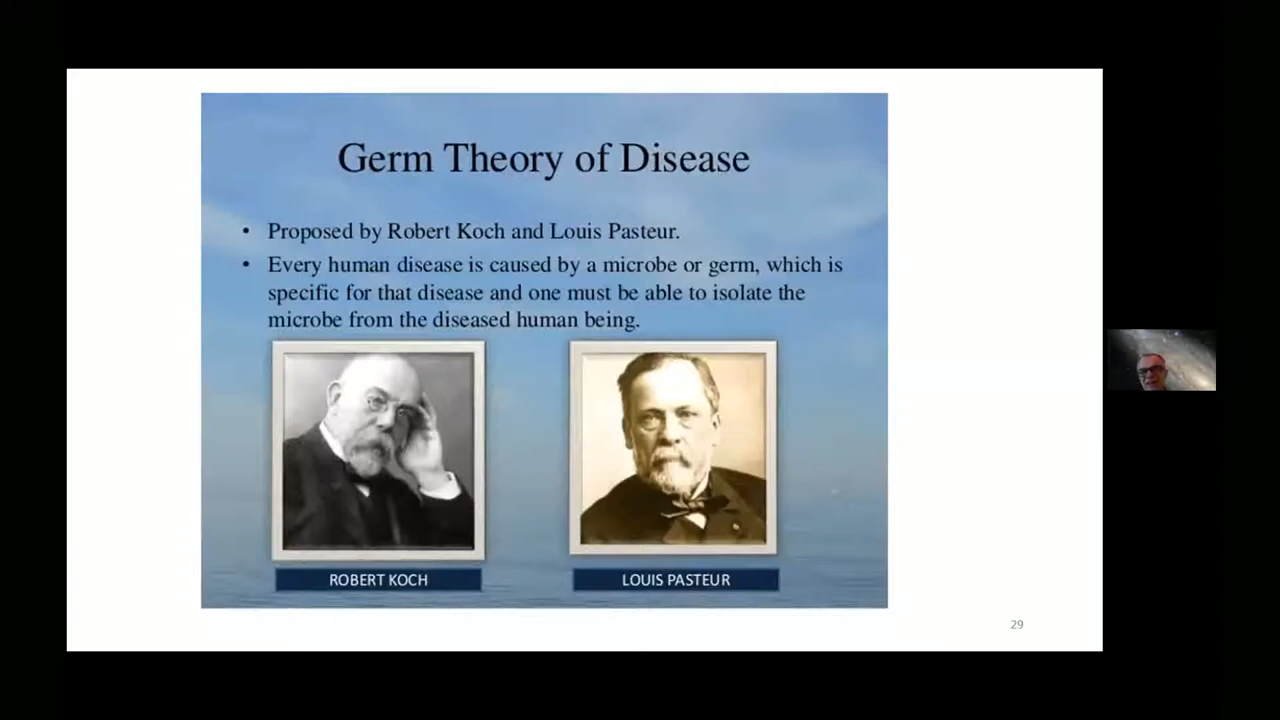 Germ Theory of Disease
• Proposed by Robert Koch and Louis Pasteur.
• Every human disease is caused by a microbe or germ, which is
specific for that disease and one must be able to isolate the
microbe from the diseased human being.
ROBERT KOCH
LOUIS PASTEUR
29